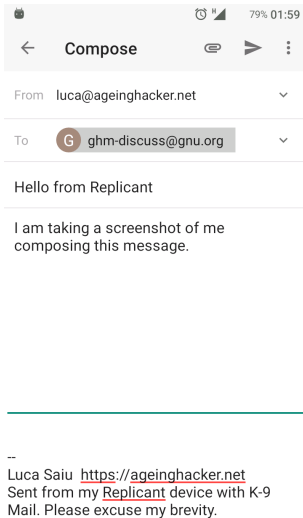 H 79% 01:59
Compose
From luca@ageinghacker.net
To G ghm-discuss@gnu.org
Hello from Replicant
I am taking a screenshot of me
composing this message.
--
Luca Saiu  https://ageinghacker.net
Sent from my Replicant device with K-9
Mail. Please excuse my brevity.